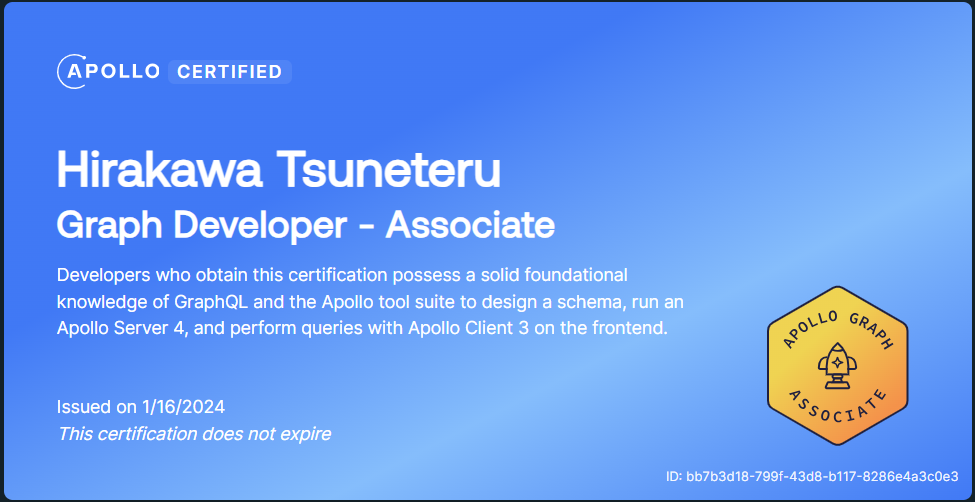 APOLLO CERTIFIED
Hirakawa Tsuneteru
Graph Developer - Associate
Developers who obtain this certification possess a solid foundational
knowledge of GraphQL and the Apollo tool suite to design a schema, run an
Apollo Server 4, and perform queries with Apollo Client 3 on the frontend.
Issued on 1/16/2024
This certification does not expire
APOLLO GRAPH
ASSOCIATE
ID: bb7b3d18-799f-43d8-b117-8286e4a3c0e3